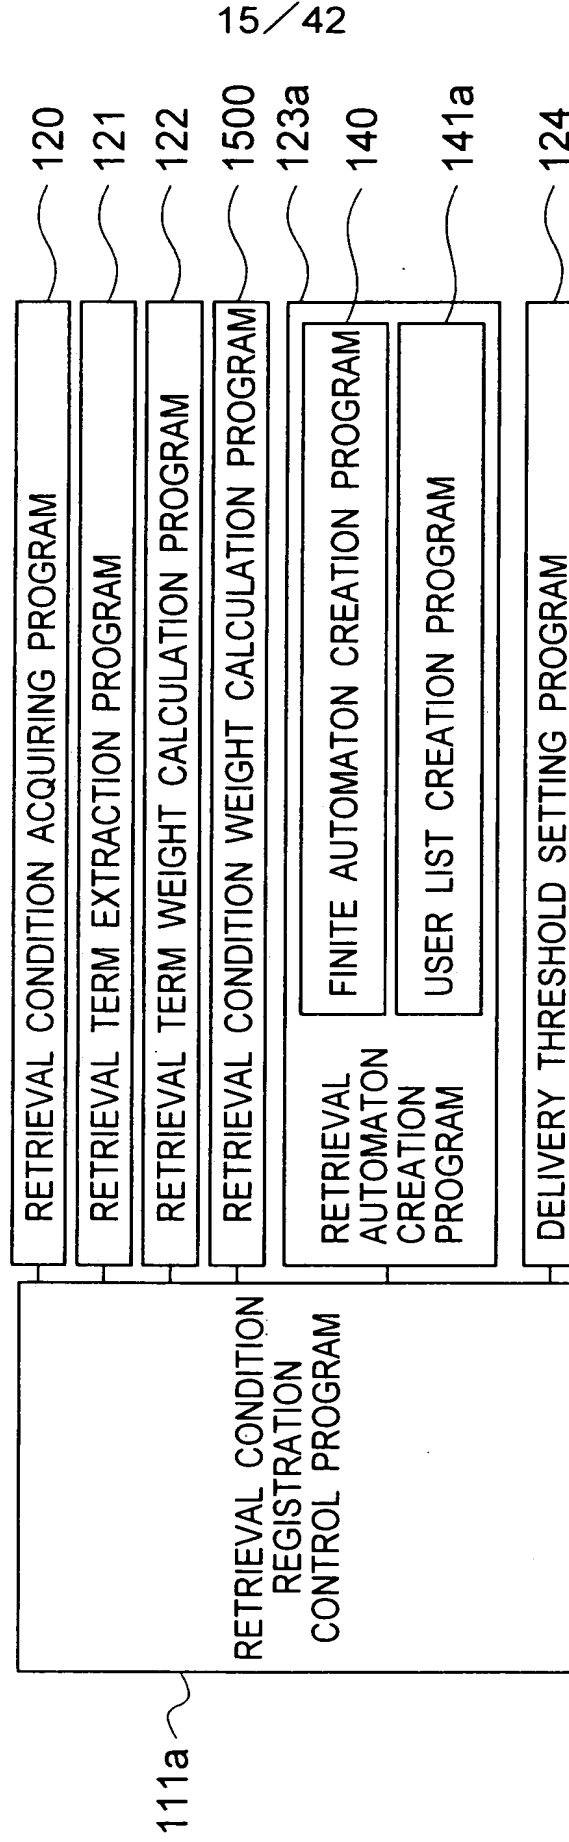 15/42
111a
RETRIEVAL CONDITION
REGISTRATION
CONTROL PROGRAM
RETRIEVAL CONDITION ACQUIRING PROGRAM
120
RETRIEVAL TERM EXTRACTION PROGRAM
121
RETRIEVAL TERM WEIGHT CALCULATION PROGRAM
122
RETRIEVAL CONDITION WEIGHT CALCULATION PROGRAM
1500
RETRIEVAL
AUTOMATON
CREATION
PROGRAM
123a
FINITE AUTOMATON CREATION PROGRAM
140
USER LIST CREATION PROGRAM
141a
DELIVERY THRESHOLD SETTING PROGRAM
124